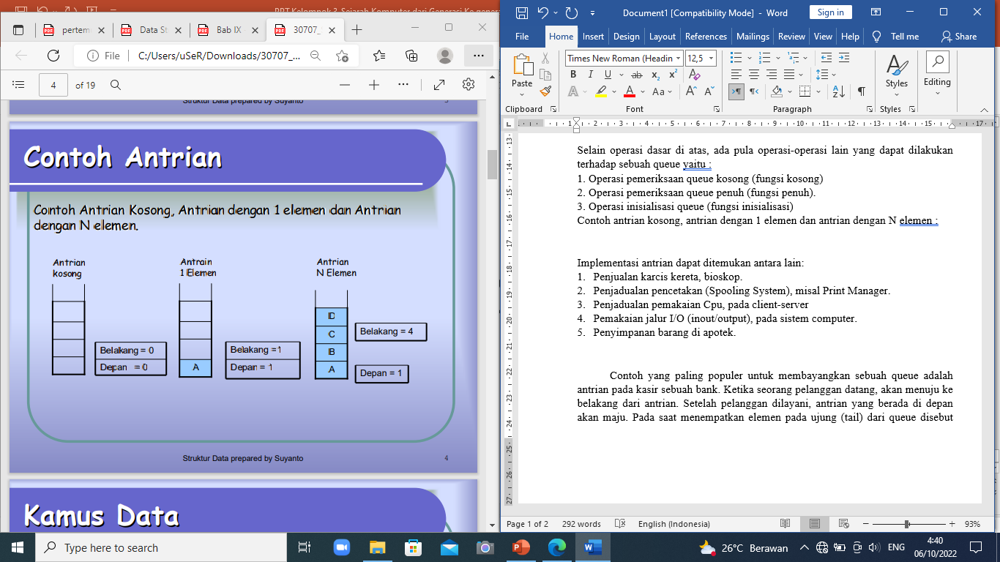 PPT Kelompok 3 Sejarah Komputer dari Generasi Ke genera
pertem
Data St
Bab IX
30707_
File
C:/Users/uSeR/Downloads/30707_...
4 of 19
Struktur Data prepared by Suyanto
Contoh Antrian
Contoh Antrian Kosong, Antrian dengan 1 elemen dan Antrian
dengan N elemen.
Antrian
kosong
Belakang = 0
Depan = 0
Antrain
1 Elemen
A
Belakang =1
Depan = 1
Antrian
N Elemen
D
C
B
A
Belakang = 4
Depan = 1
Struktur Data prepared by Suyanto
4
Kamus Data
Document1 [Compatibility Mode] - Word
Sign in
File Home Insert Design Layout References Mailings Review View Help Tell me Share
Paste
Clipboard
Times New Roman (Headin
12,5
Font
Paragraph
Styles
Styles
Editing
Selain operasi dasar di atas, ada pula operasi-operasi lain yang dapat dilakukan
terhadap sebuah queue yaitu :
1. Operasi pemeriksaan queue kosong (fungsi kosong)
2. Operasi pemeriksaan queue penuh (fungsi penuh).
3. Operasi inisialisasi queue (fungsi inisialisasi)
Contoh antrian kosong, antrian dengan 1 elemen dan antrian dengan N elemen :
Implementasi antrian dapat ditemukan antara lain:
1. Penjualan karcis kereta, bioskop.
2. Penjadualan pencetakan (Spooling System), misal Print Manager.
3. Penjadualan pemakaian Cpu, pada client-server
4. Pemakaian jalur I/O (inout/output), pada sistem computer.
5. Penyimpanan barang di apotek.
Contoh yang paling populer untuk membayangkan sebuah queue adalah
antrian pada kasir sebuah bank. Ketika seorang pelanggan datang, akan menuju ke
belakang dari antrian. Setelah pelanggan dilayani, antrian yang berada di depan
akan maju. Pada saat menempatkan elemen pada ujung (tail) dari queue disebut
Page 1 of 2 292 words English (Indonesia) 93%
Type here to search
26°C Berawan
ENG
4:40
06/10/2022